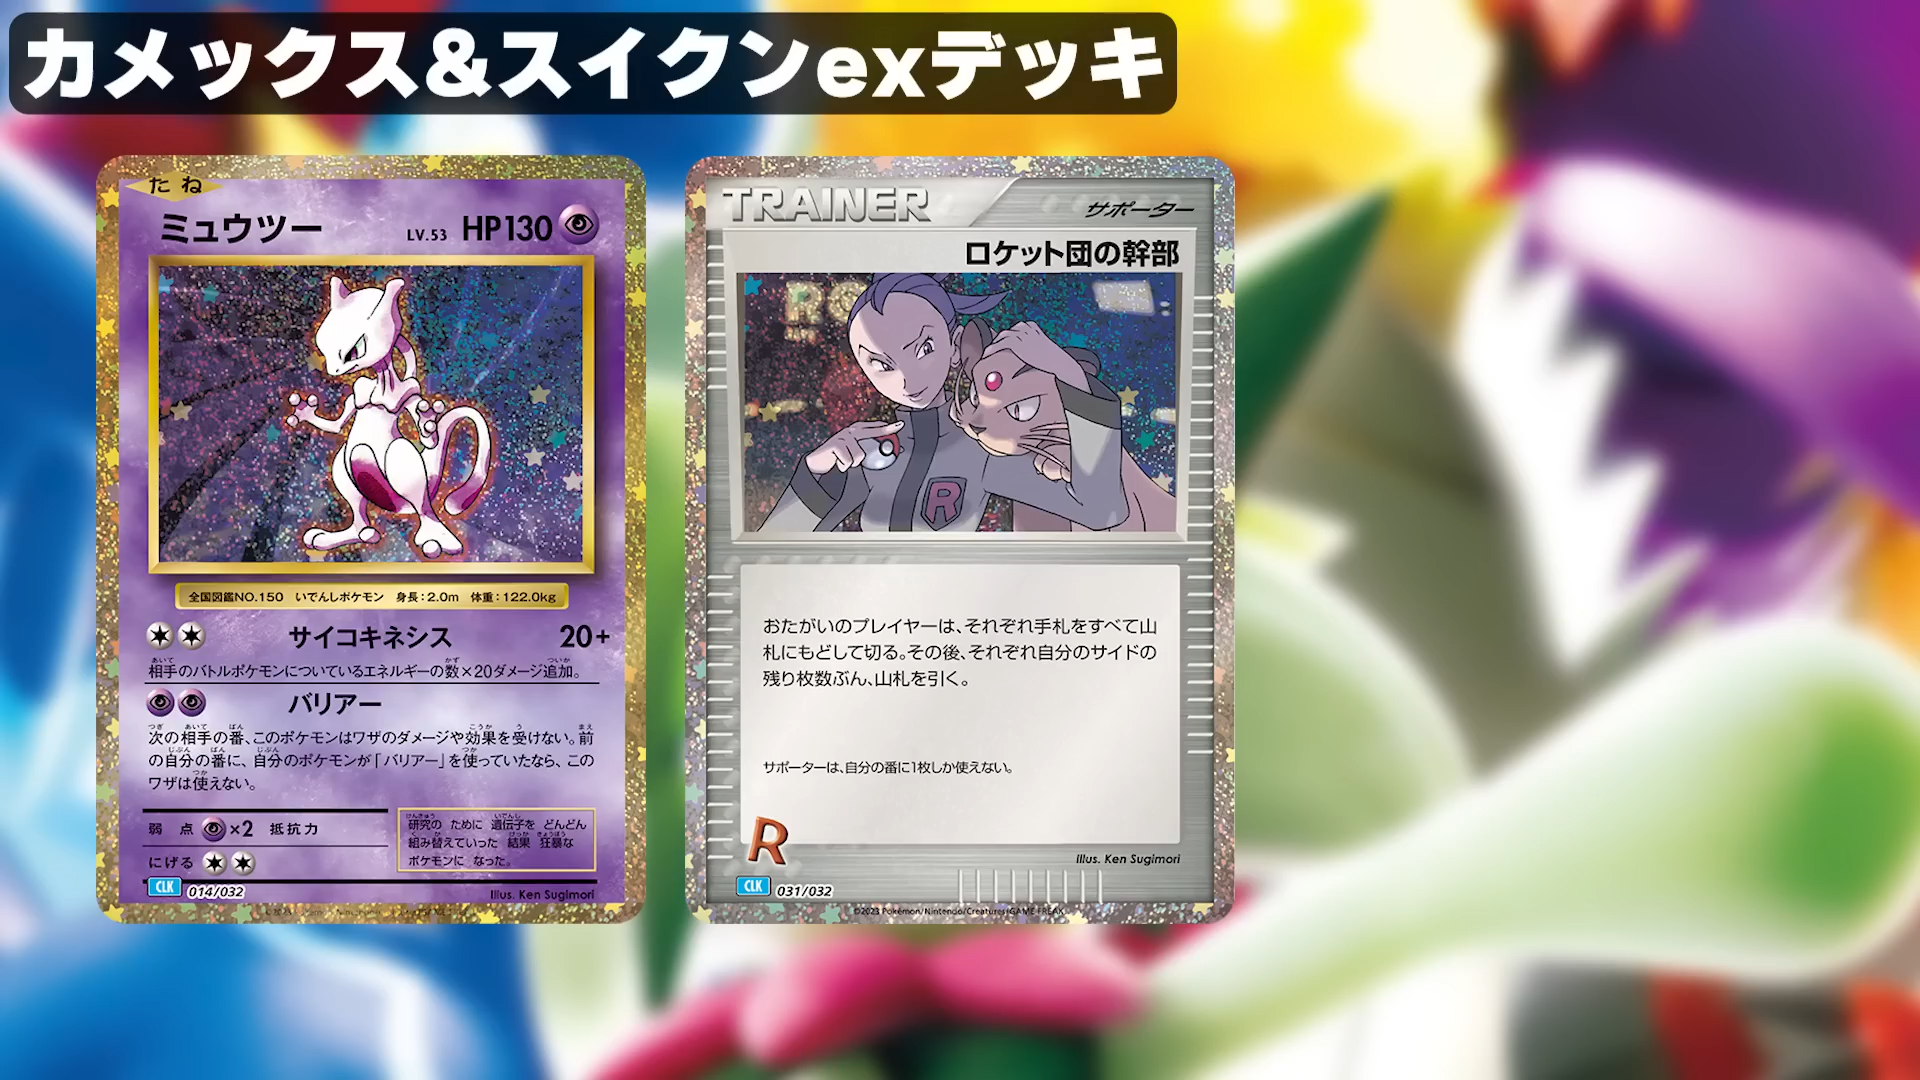 カメックス&スイクンexデッキ
たね
ミュウツー LV.53 HP130
全国図鑑NO.150 いでんしポケモン 身長:2.0m 体重:122.0kg
サイコキネシス 20+
相手のバトルポケモンについているエネルギーの数×20ダメージ追加。
バリアー
次の相手の番、このポケモンはワザのダメージや効果を受けない。前
の自分の番に、自分のポケモンが「バリアー」を使っていたなら、この
ワザは使えない。
弱点 ×2 抵抗力
にげる
研究の ために 遺伝子を どんどん
組み替えていった 結果 狂暴な
ポケモンに なった。
CLK 014/032
Illus. Ken Sugimori
TRAINER サポーター
ロケット団の幹部
R
おたがいのプレイヤーは、それぞれ手札をすべて山
札にもどして切る。その後、それぞれ自分のサイドの
残り枚数ぶん、山札を引く。
サポーターは、自分の番に1枚しか使えない。
R
Illus. Ken Sugimori
CLK 031/032
©2023 Pokémon/Nintendo/Creatures/GAME FREAK